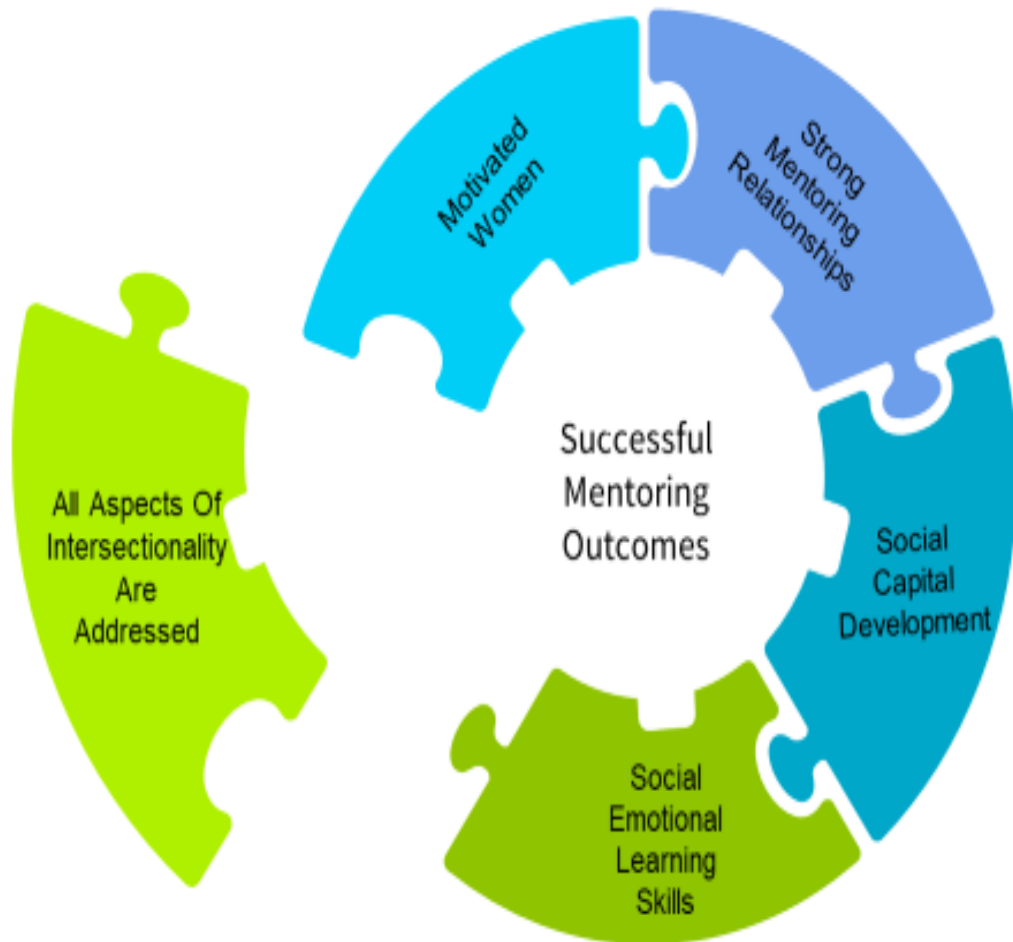 Motivated
Women
Strong
Mentoring
Relationships
Successful
Mentoring
Outcomes
All Aspects Of
Intersectionality
Are
Addressed
Social
Capital
Development
Social
Emotional
Learning
Skills